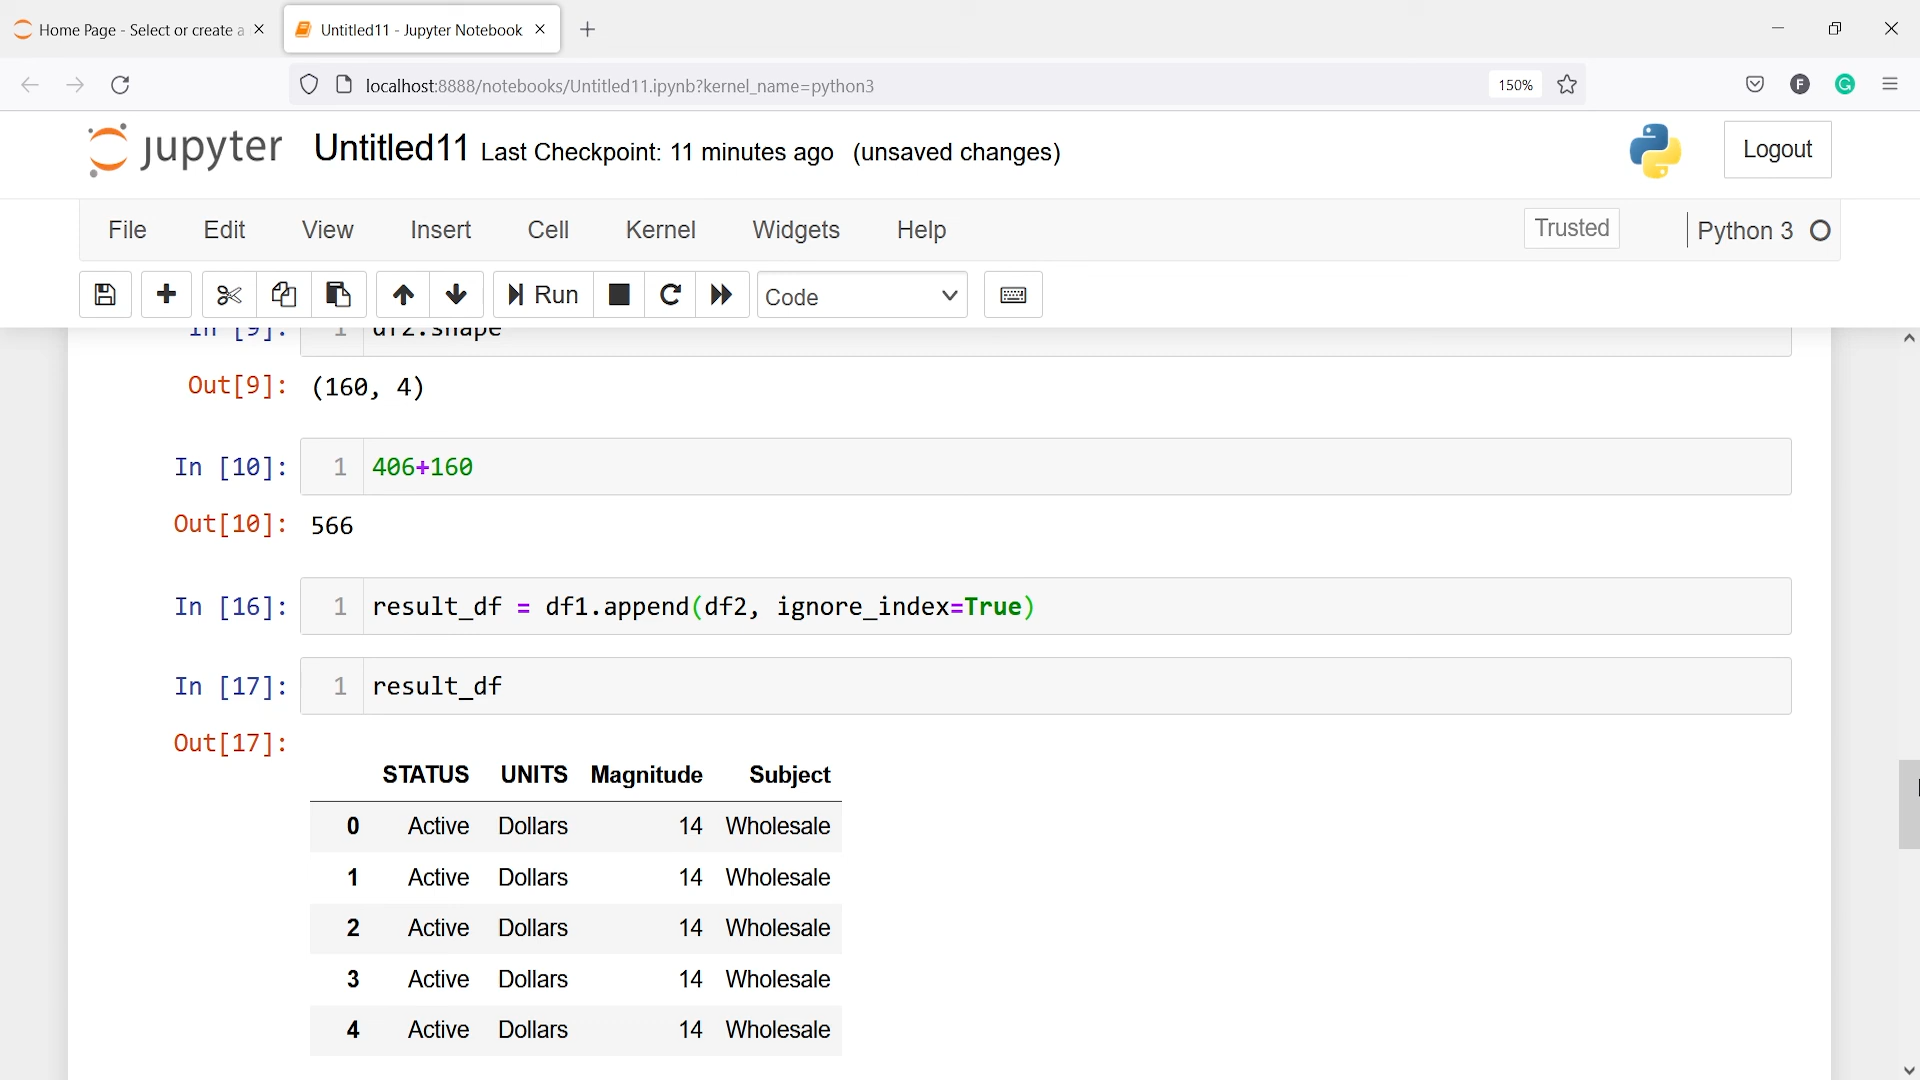 Home Page - Select or create a
Untitled11 - Jupyter Notebook
localhost:8888/notebooks/Untitled11.ipynb?kernel_name=python3
150%
F
G
jupyter Untitled11 Last Checkpoint: 11 minutes ago (unsaved changes)
Logout
File Edit View Insert Cell Kernel Widgets Help
Trusted
Python 3
Run
Code
In [9]: 1 df2.shape
Out[9]: (160, 4)
In [10]: 1 406+160
Out[10]: 566
In [16]: 1 result_df = df1.append(df2, ignore_index=True)
In [17]: 1 result_df
Out[17]:
STATUS UNITS Magnitude Subject
0 Active Dollars 14 Wholesale
1 Active Dollars 14 Wholesale
2 Active Dollars 14 Wholesale
3 Active Dollars 14 Wholesale
4 Active Dollars 14 Wholesale